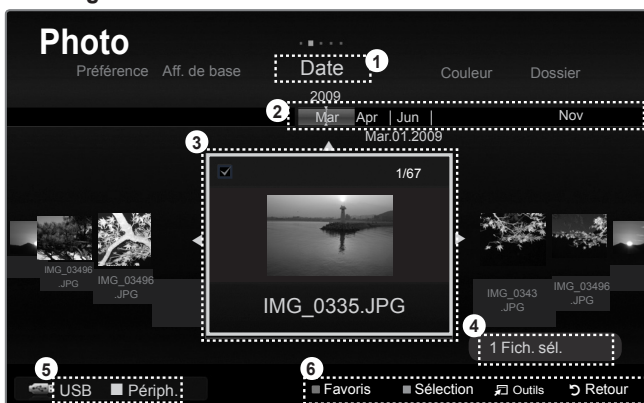 Photo
Préférence Aff. de base Date Couleur Dossier
1
2009
2
Mar Apr Jun Nov
Mar.01.2009
3
1/67
IMG_03496
.JPG
IMG_03496
.JPG
IMG_0335.JPG
IMG_0343
.JPG
IMG_03496
.JPG
4
1 Fich. sél.
5
USB Périph.
6
Favoris Sélection Outils Retour